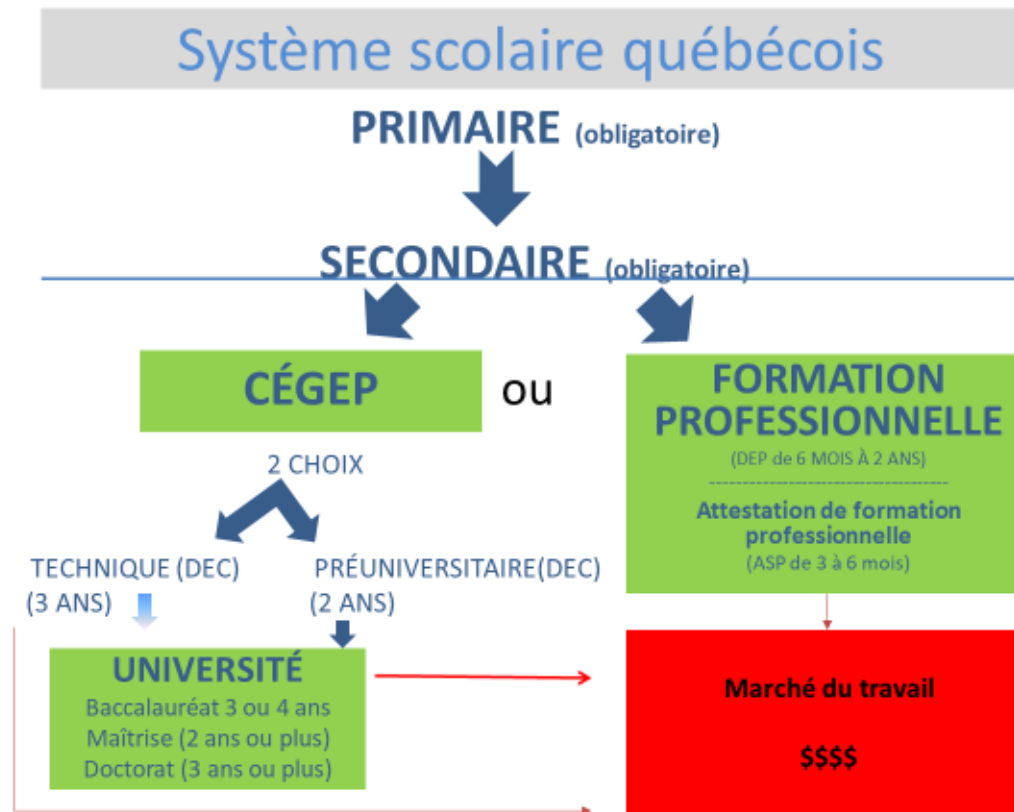 Système scolaire québécois
PRIMAIRE (obligatoire)
SECONDAIRE (obligatoire)
CÉGEP
ou
FORMATION
PROFESSIONNELLE
(DEP de 6 MOIS À 2 ANS)
------------------------------------
Attestation de formation
professionnelle
(ASP de 3 à 6 mois)
2 CHOIX
TECHNIQUE (DEC)
(3 ANS)
PRÉUNIVERSITAIRE(DEC)
(2 ANS)
UNIVERSITÉ
Baccalauréat 3 ou 4 ans
Maîtrise (2 ans ou plus)
Doctorat (3 ans ou plus)
Marché du travail
$$$$